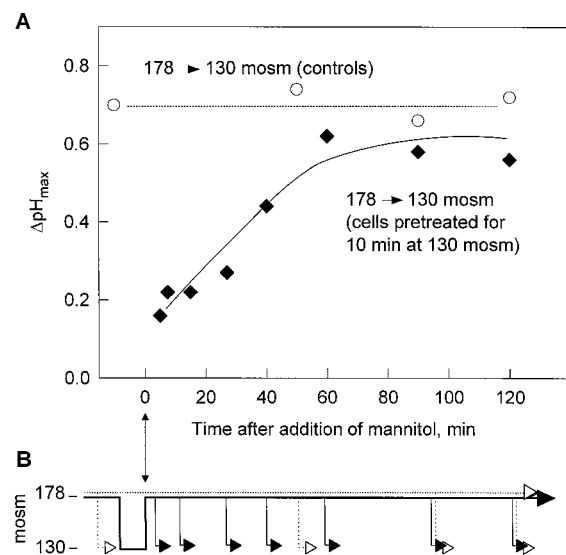 A
0.8
178 ► 130 mosm (controls)
0.6
178 → 130 mosm
(cells pretreated for
10 min at 130 mosm)
0.4
0.2
0.0
ΔpHmax
0 20 40 60 80 100 120
Time after addition of mannitol, min
B
178
130
mosm